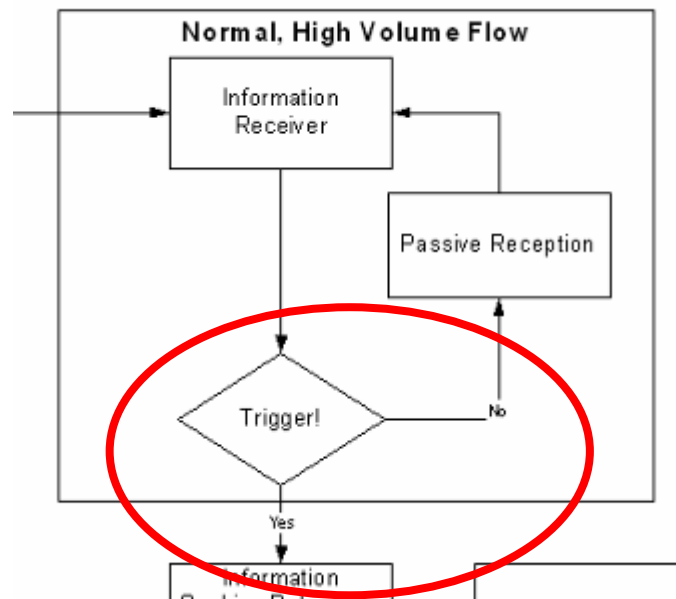 Normal, High Volume Flow
Information
Receiver
Passive Reception
Trigger!
No
Yes
Information